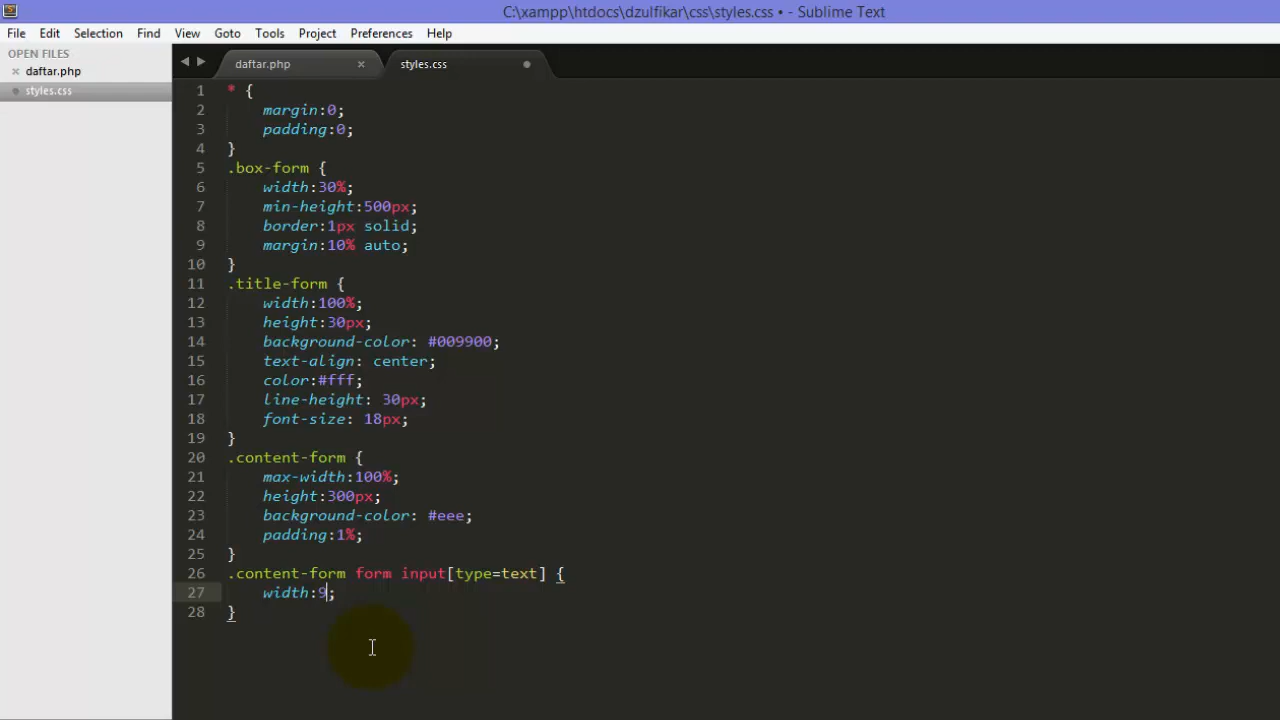 C:\xampp\htdocs\dzulfikar\css\styles.css • - Sublime Text
File Edit Selection Find View Goto Tools Project Preferences Help
OPEN FILES
daftar.php
styles.css
daftar.php styles.css
1 * {
2 margin:0;
3 padding:0;
4 }
5 .box-form {
6 width:30%;
7 min-height:500px;
8 border:1px solid;
9 margin:10% auto;
10 }
11 .title-form {
12 width:100%;
13 height:30px;
14 background-color: #009900;
15 text-align: center;
16 color:#fff;
17 line-height: 30px;
18 font-size: 18px;
19 }
20 .content-form {
21 max-width:100%;
22 height:300px;
23 background-color: #eee;
24 padding:1%;
25 }
26 .content-form form input[type=text] {
27 width:9;
28 }